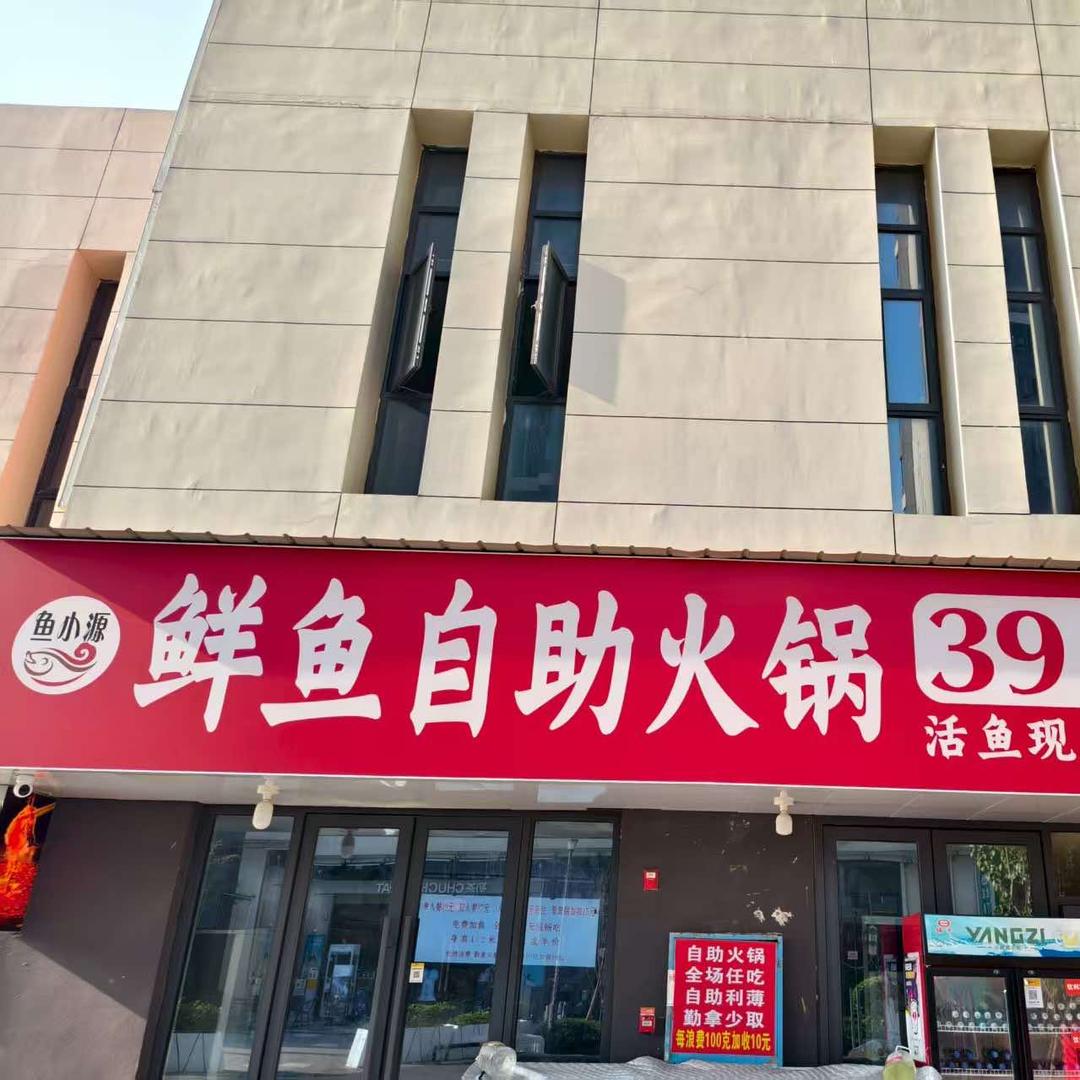 鱼小源
鲜鱼自助火锅
39
活鱼现
自助火锅
全场任吃
自助利薄
勤拿少取
每浪费100克加收10元
YANGZI
CHUCH